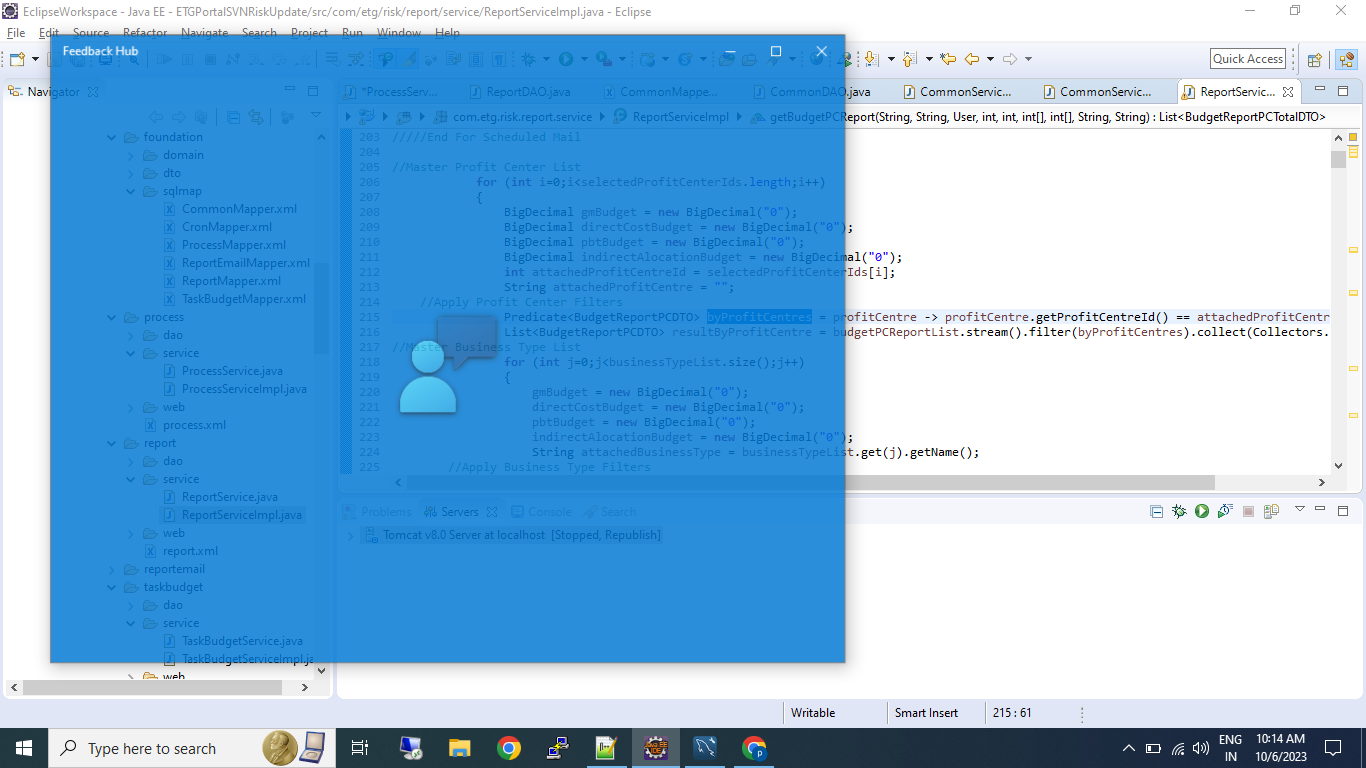 EclipseWorkspace - Java EE - ETGPortalSVNRiskUpdate/src/com/etg/risk/report/service/ReportServiceImpl.java - Eclipse
File Edit Source Refactor Navigate Search Project Run Window Help
Feedback Hub
Quick Access
Navigator
*ProcessServ... ReportDAO.java CommonMappe... CommonDAO.java CommonServic... CommonServic... ReportServic...
com.etg.risk.report.service ReportServiceImpl getBudgetPCReport(String, String, User, int, int, int[], int[], String, String) : List<BudgetReportPCTotalDTO>
foundation
domain
dto
sqlmap
CommonMapper.xml
CronMapper.xml
ProcessMapper.xml
ReportEmailMapper.xml
ReportMapper.xml
TaskBudgetMapper.xml
process
dao
service
ProcessService.java
ProcessServiceImpl.java
web
process.xml
report
dao
service
ReportService.java
ReportServiceImpl.java
web
report.xml
reportemail
taskbudget
dao
service
TaskBudgetService.java
TaskBudgetServiceImpl.ja
web
203 /////End For Scheduled Mail
204
205 //Master Profit Center List
206 for (int i=0;i<selectedProfitCenterIds.length;i++)
207 {
208 BigDecimal gmBudget = new BigDecimal("0");
209 BigDecimal directCostBudget = new BigDecimal("0");
210 BigDecimal pbtBudget = new BigDecimal("0");
211 BigDecimal indirectAlocationBudget = new BigDecimal("0");
212 int attachedProfitCentreId = selectedProfitCenterIds[i];
213 String attachedProfitCentre = "";
214 //Apply Profit Center Filters
215 Predicate<BudgetReportPCDTO> byProfitCentres = profitCentre -> profitCentre.getProfitCentreId() == attachedProfitCentr
216 List<BudgetReportPCDTO> resultByProfitCentre = budgetPCReportList.stream().filter(byProfitCentres).collect(Collectors.
217 //Master Business Type List
218 for (int j=0;j<businessTypeList.size();j++)
219 {
220 gmBudget = new BigDecimal("0");
221 directCostBudget = new BigDecimal("0");
222 pbtBudget = new BigDecimal("0");
223 indirectAlocationBudget = new BigDecimal("0");
224 String attachedBusinessType = businessTypeList.get(j).getName();
225 //Apply Business Type Filters
Problems Servers Console Search
Tomcat v8.0 Server at localhost [Stopped, Republish]
Writable Smart Insert 215 : 61
Type here to search
ENG
IN
10:14 AM
10/6/2023